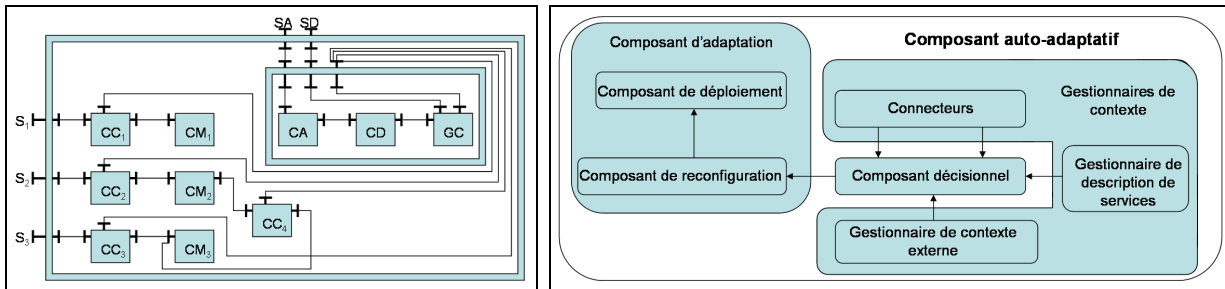 SA SD
S1 CC1 CM1
CA CD GC
S2 CC2 CM2
CC4
S3 CC3 CM3
Composant auto-adaptatif
Composant d'adaptation
Composant de déploiement
Composant de reconfiguration
Gestionnaires de
contexte
Connecteurs
Composant décisionnel
Gestionnaire de
description de
services
Gestionnaire de contexte
externe